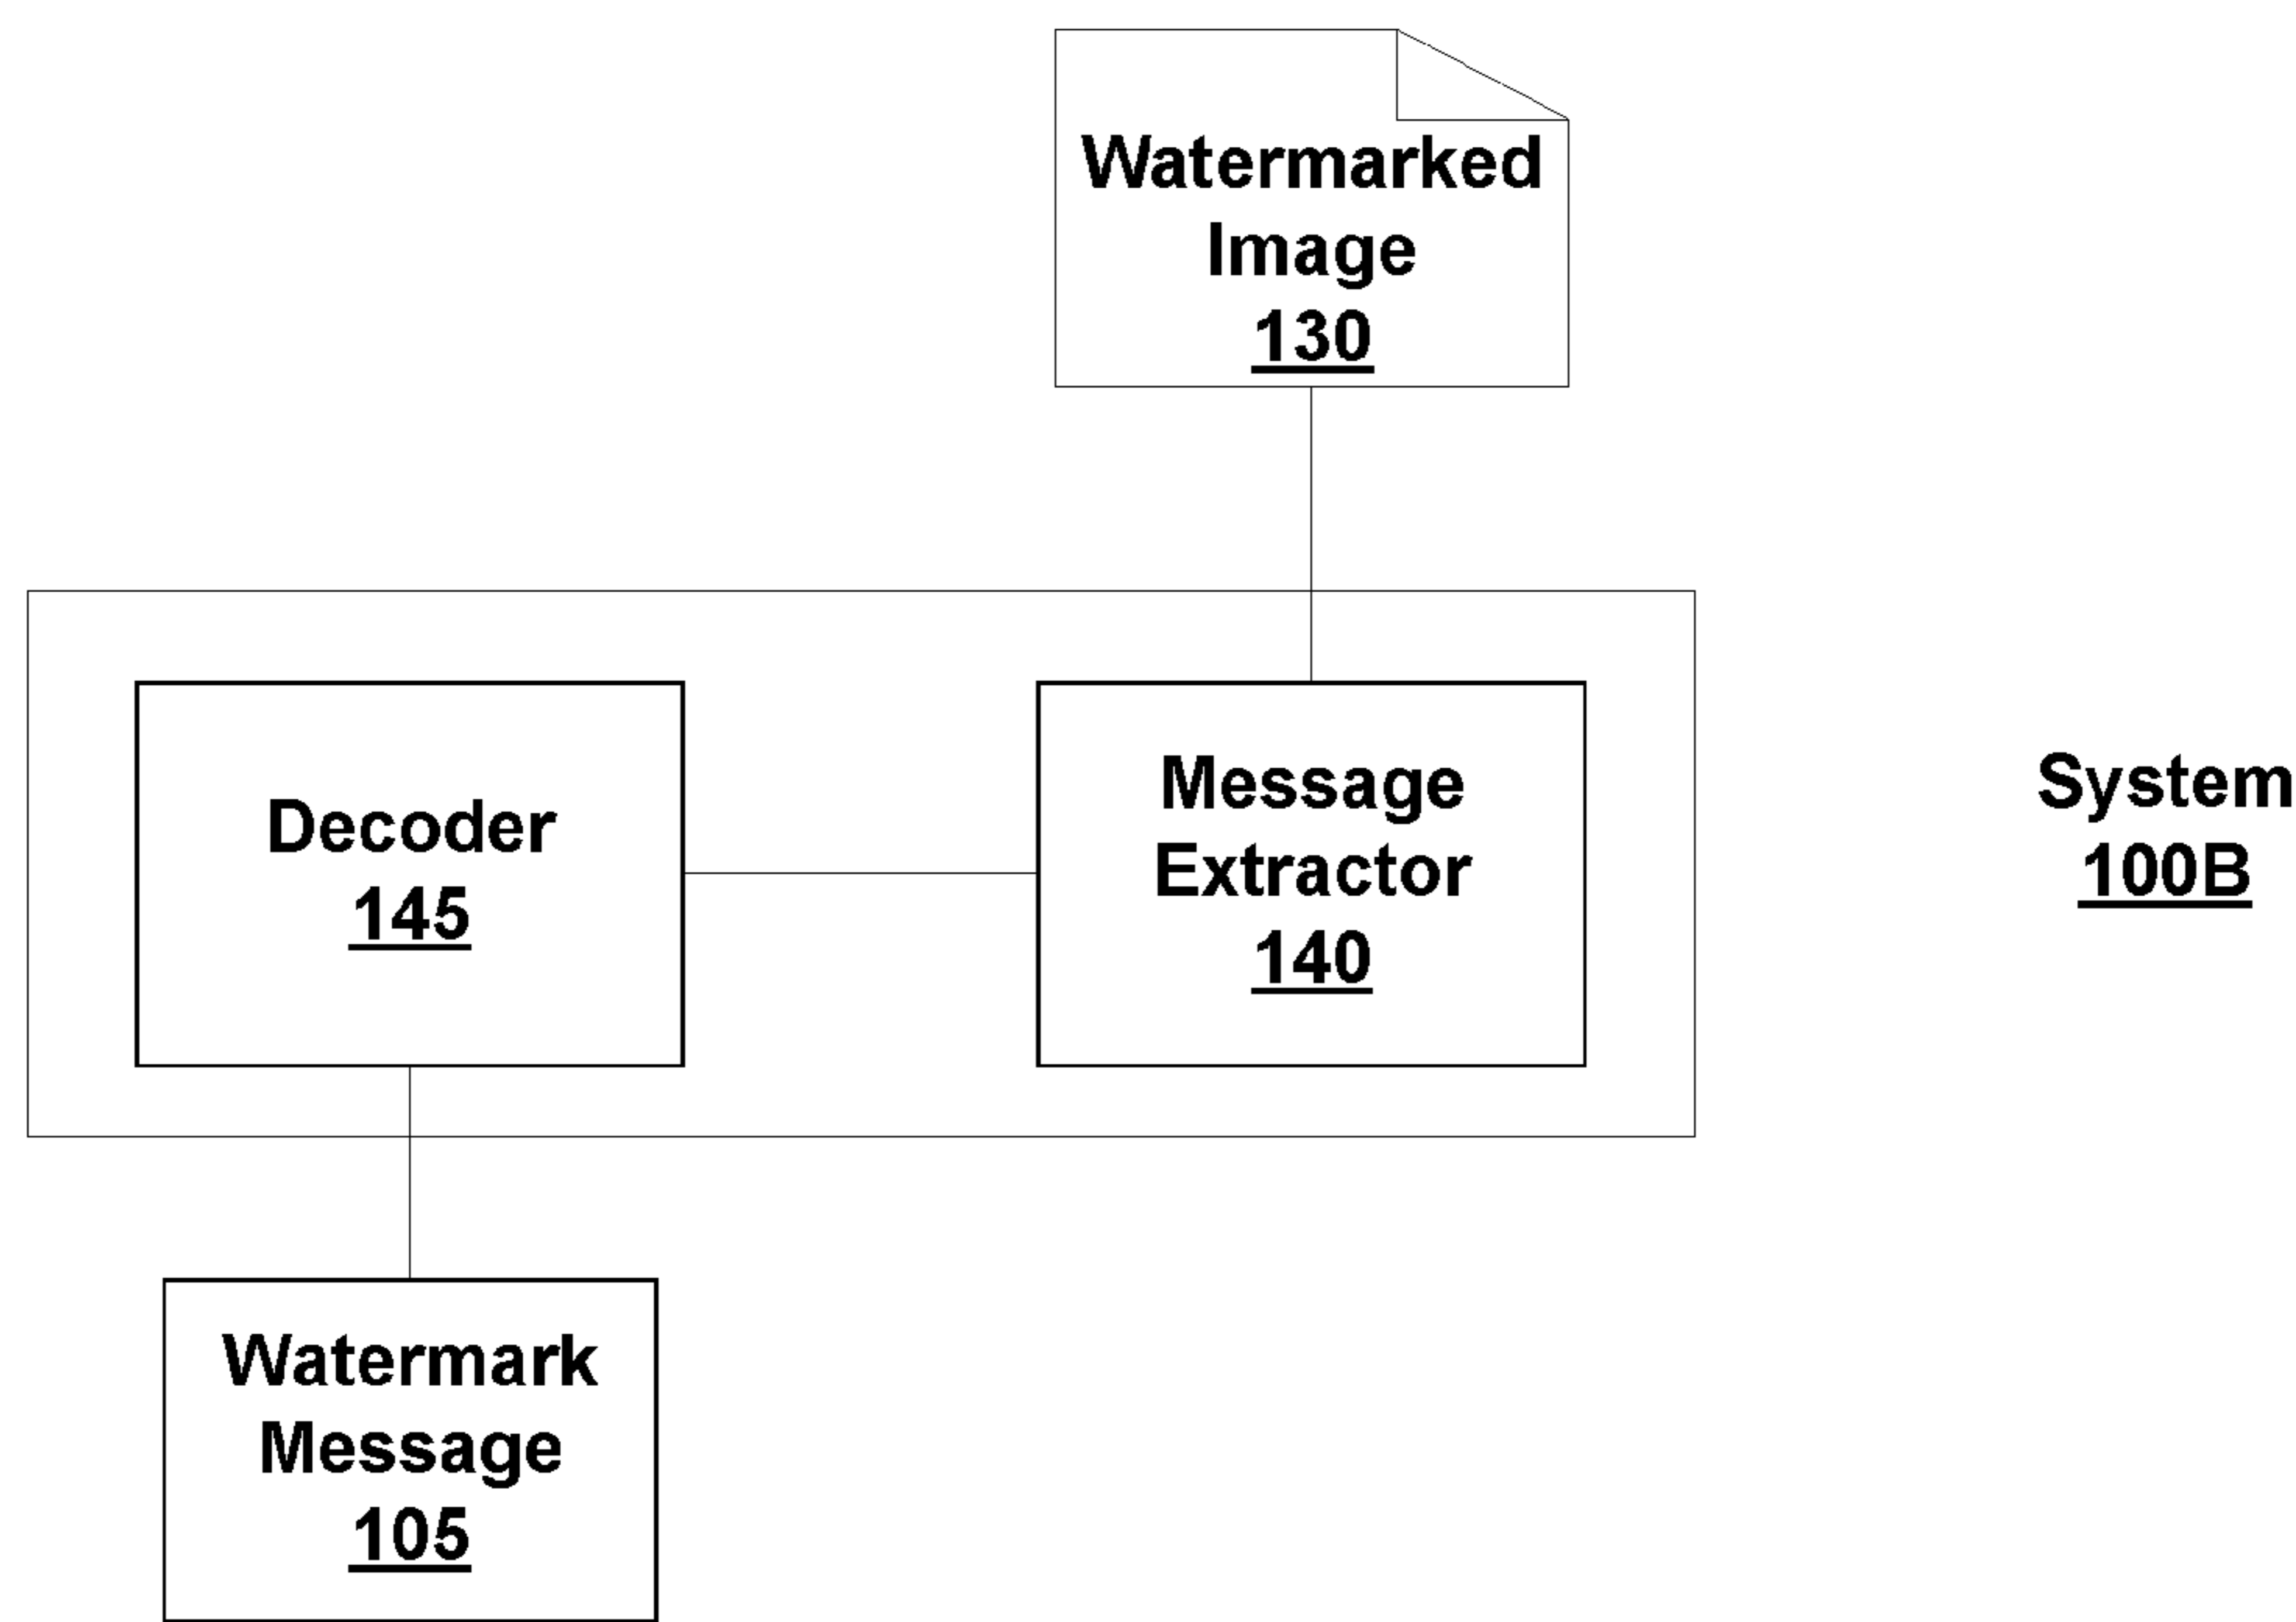 Watermarked
Image
130
Decoder
145
Message
Extractor
140
System
100B
Watermark
Message
105